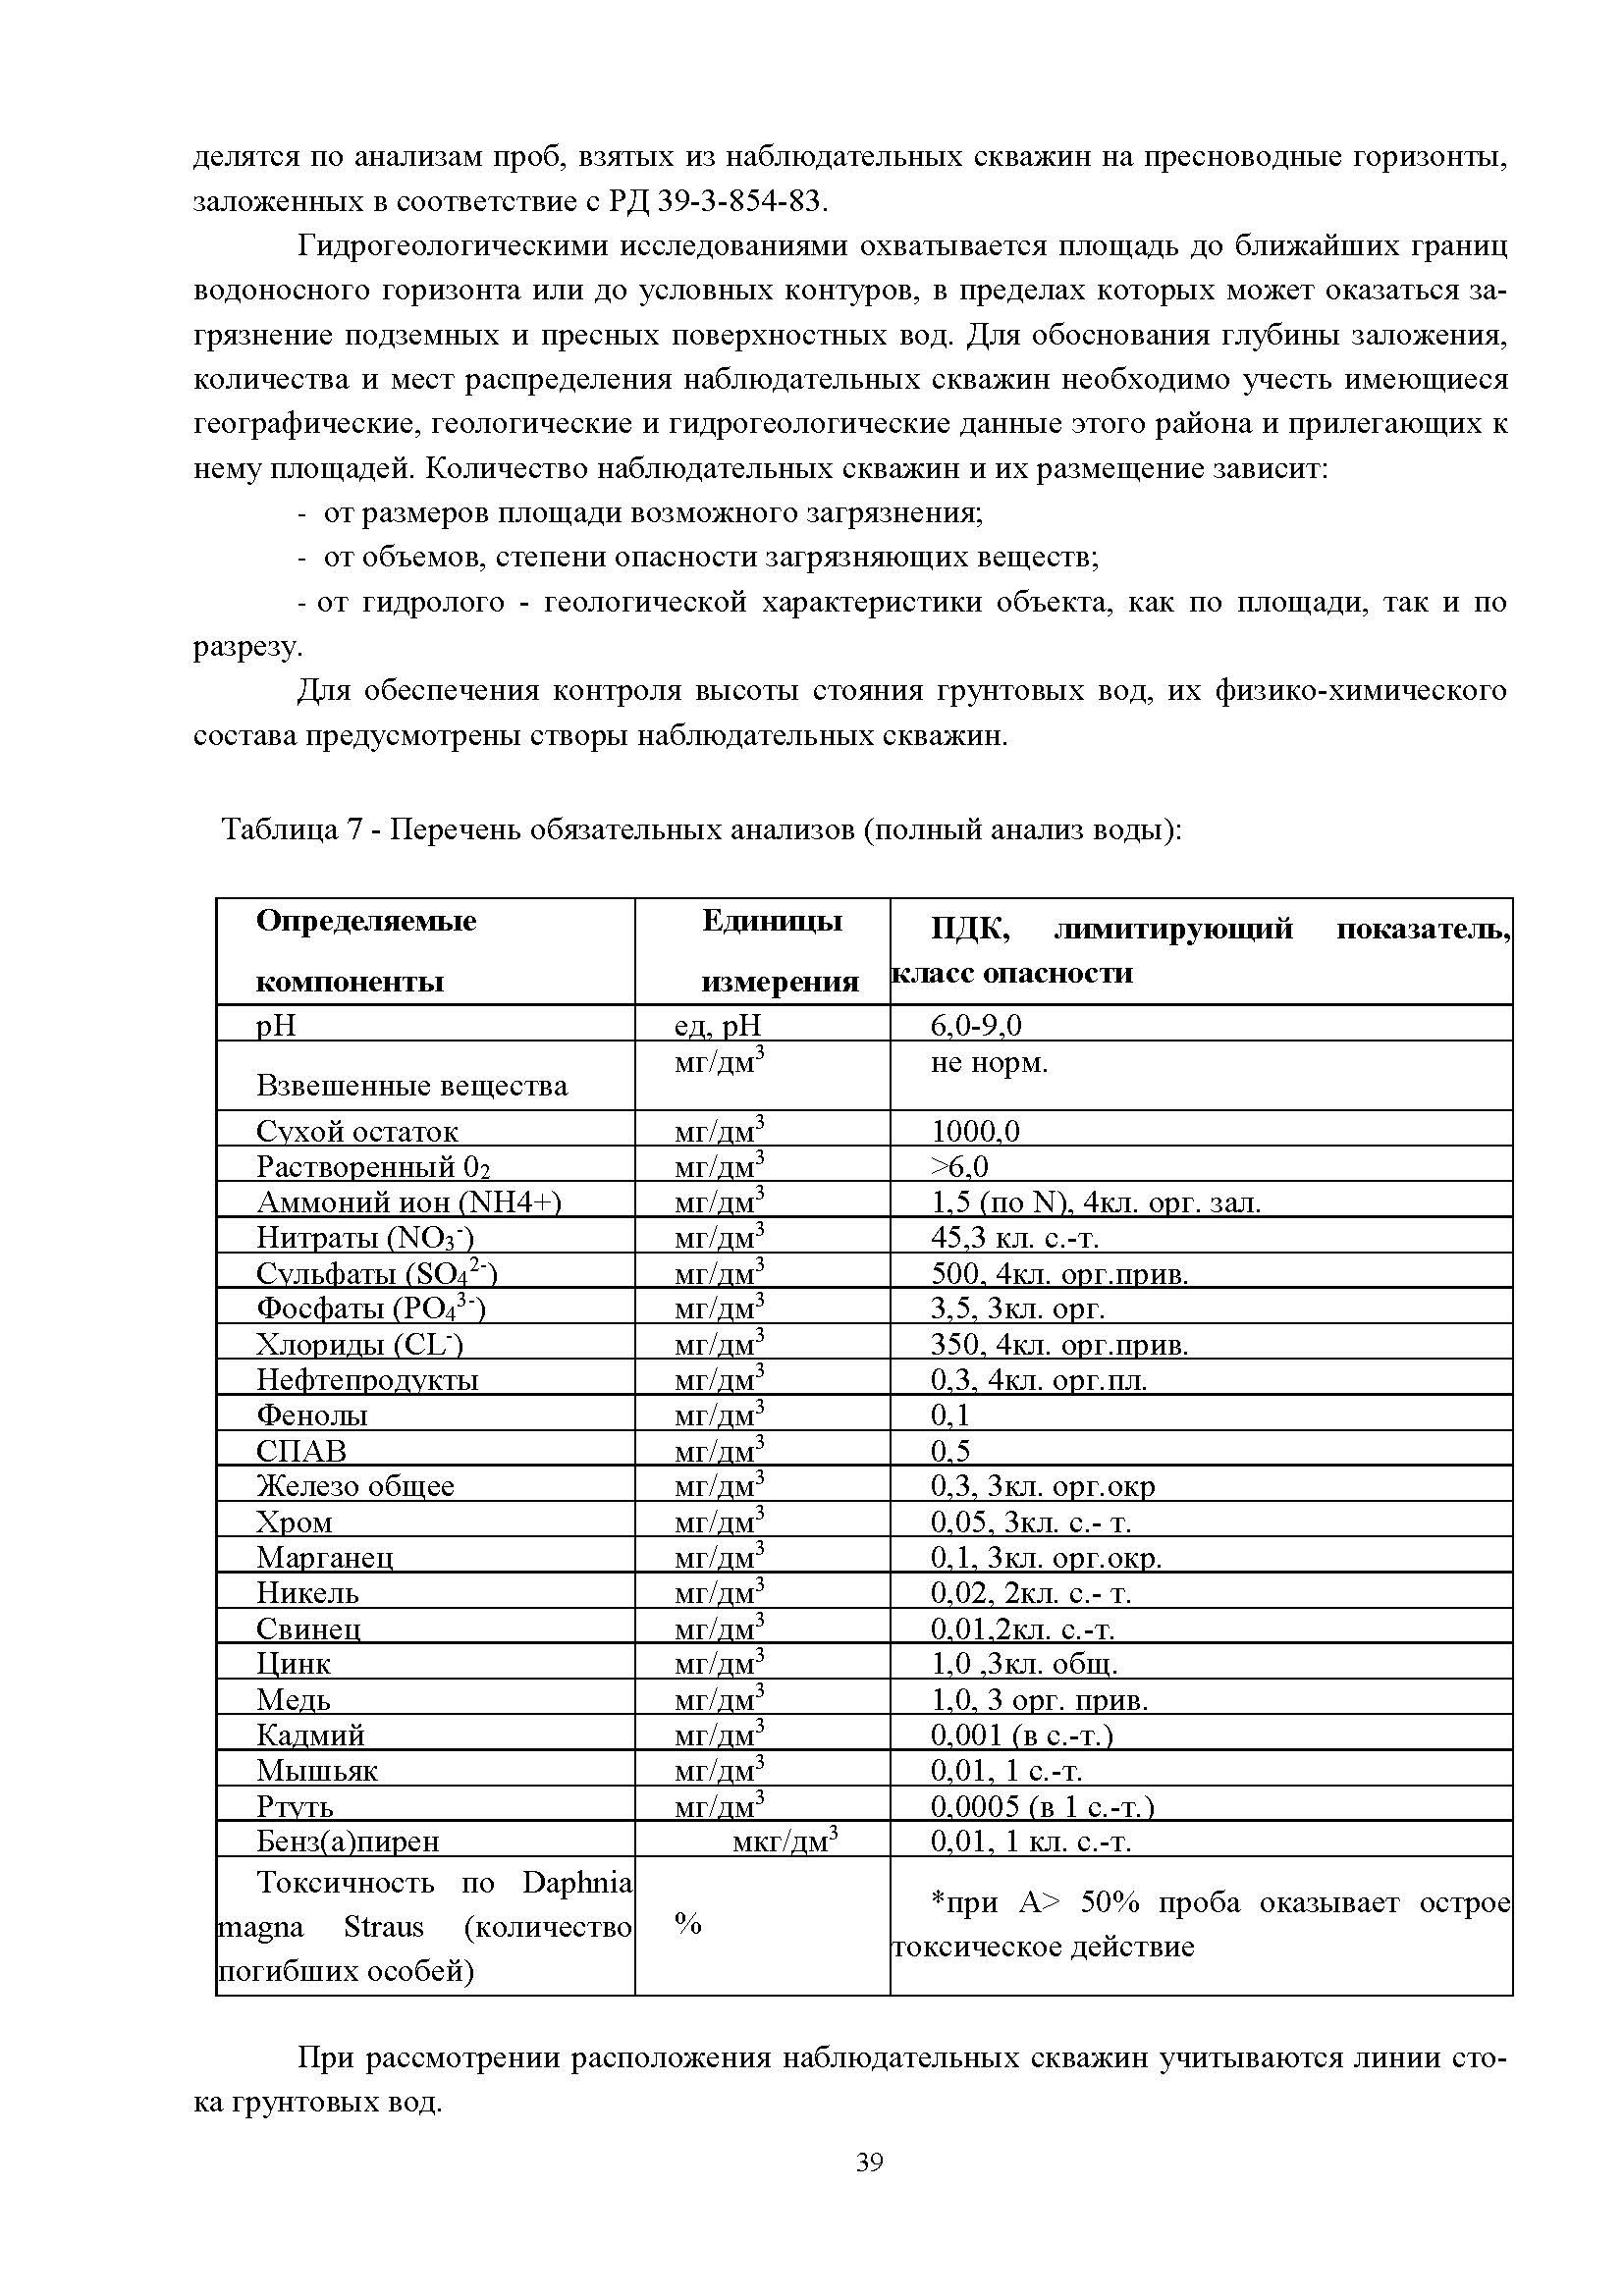 делятся по анализам проб, взятых из наблюдательных скважин на пресноводные горизонты,
заложенных в соответствие с РД 39-3-854-83.
Гидрогеологическими исследованиями охватывается площадь до ближайших границ
водоносного горизонта или до условных контуров, в пределах которых может оказаться за-
грязнение подземных и пресных поверхностных вод. Для обоснования глубины заложения,
количества и мест распределения наблюдательных скважин необходимо учесть имеющиеся
географические, геологические и гидрогеологические данные этого района и прилегающих к
нему площадей. Количество наблюдательных скважин и их размещение зависит:
- от размеров площади возможного загрязнения;
- от объемов, степени опасности загрязняющих веществ;
- от гидролого - геологической характеристики объекта, как по площади, так и по
разрезу.
Для обеспечения контроля высоты стояния грунтовых вод, их физико-химического
состава предусмотрены створы наблюдательных скважин.
Таблица 7 - Перечень обязательных анализов (полный анализ воды):
Определяемые
компоненты
Единицы
измерения
ПДК, лимитирующий показатель,
класс опасности
pH ед, pH 6,0-9,0
Взвешенные вещества мг/дм³ не норм.
Сухой остаток мг/дм³ 1000,0
Растворенный 0₂ мг/дм³ >6,0
Аммоний ион (NH4+) мг/дм³ 1,5 (по N), 4кл. орг. зал.
Нитраты (NO₃⁻) мг/дм³ 45,3 кл. с.-т.
Сульфаты (SO₄²⁻) мг/дм³ 500, 4кл. орг.прив.
Фосфаты (PO₄³⁻) мг/дм³ 3,5, 3кл. орг.
Хлориды (CL⁻) мг/дм³ 350, 4кл. орг.прив.
Нефтепродукты мг/дм³ 0,3, 4кл. орг.пл.
Фенолы мг/дм³ 0,1
СПАВ мг/дм³ 0,5
Железо общее мг/дм³ 0,3, 3кл. орг.окр
Хром мг/дм³ 0,05, 3кл. с.- т.
Марганец мг/дм³ 0,1, 3кл. орг.окр.
Никель мг/дм³ 0,02, 2кл. с.- т.
Свинец мг/дм³ 0,01,2кл. с.-т.
Цинк мг/дм³ 1,0 ,3кл. общ.
Медь мг/дм³ 1,0, 3 орг. прив.
Кадмий мг/дм³ 0,001 (в с.-т.)
Мышьяк мг/дм³ 0,01, 1 с.-т.
Ртуть мг/дм³ 0,0005 (в 1 с.-т.)
Бенз(а)пирен мкг/дм³ 0,01, 1 кл. с.-т.
Токсичность по Daphnia
magna Straus (количество
погибших особей)
%
*при А> 50% проба оказывает острое
токсическое действие
При рассмотрении расположения наблюдательных скважин учитываются линии сто-
ка грунтовых вод.
39